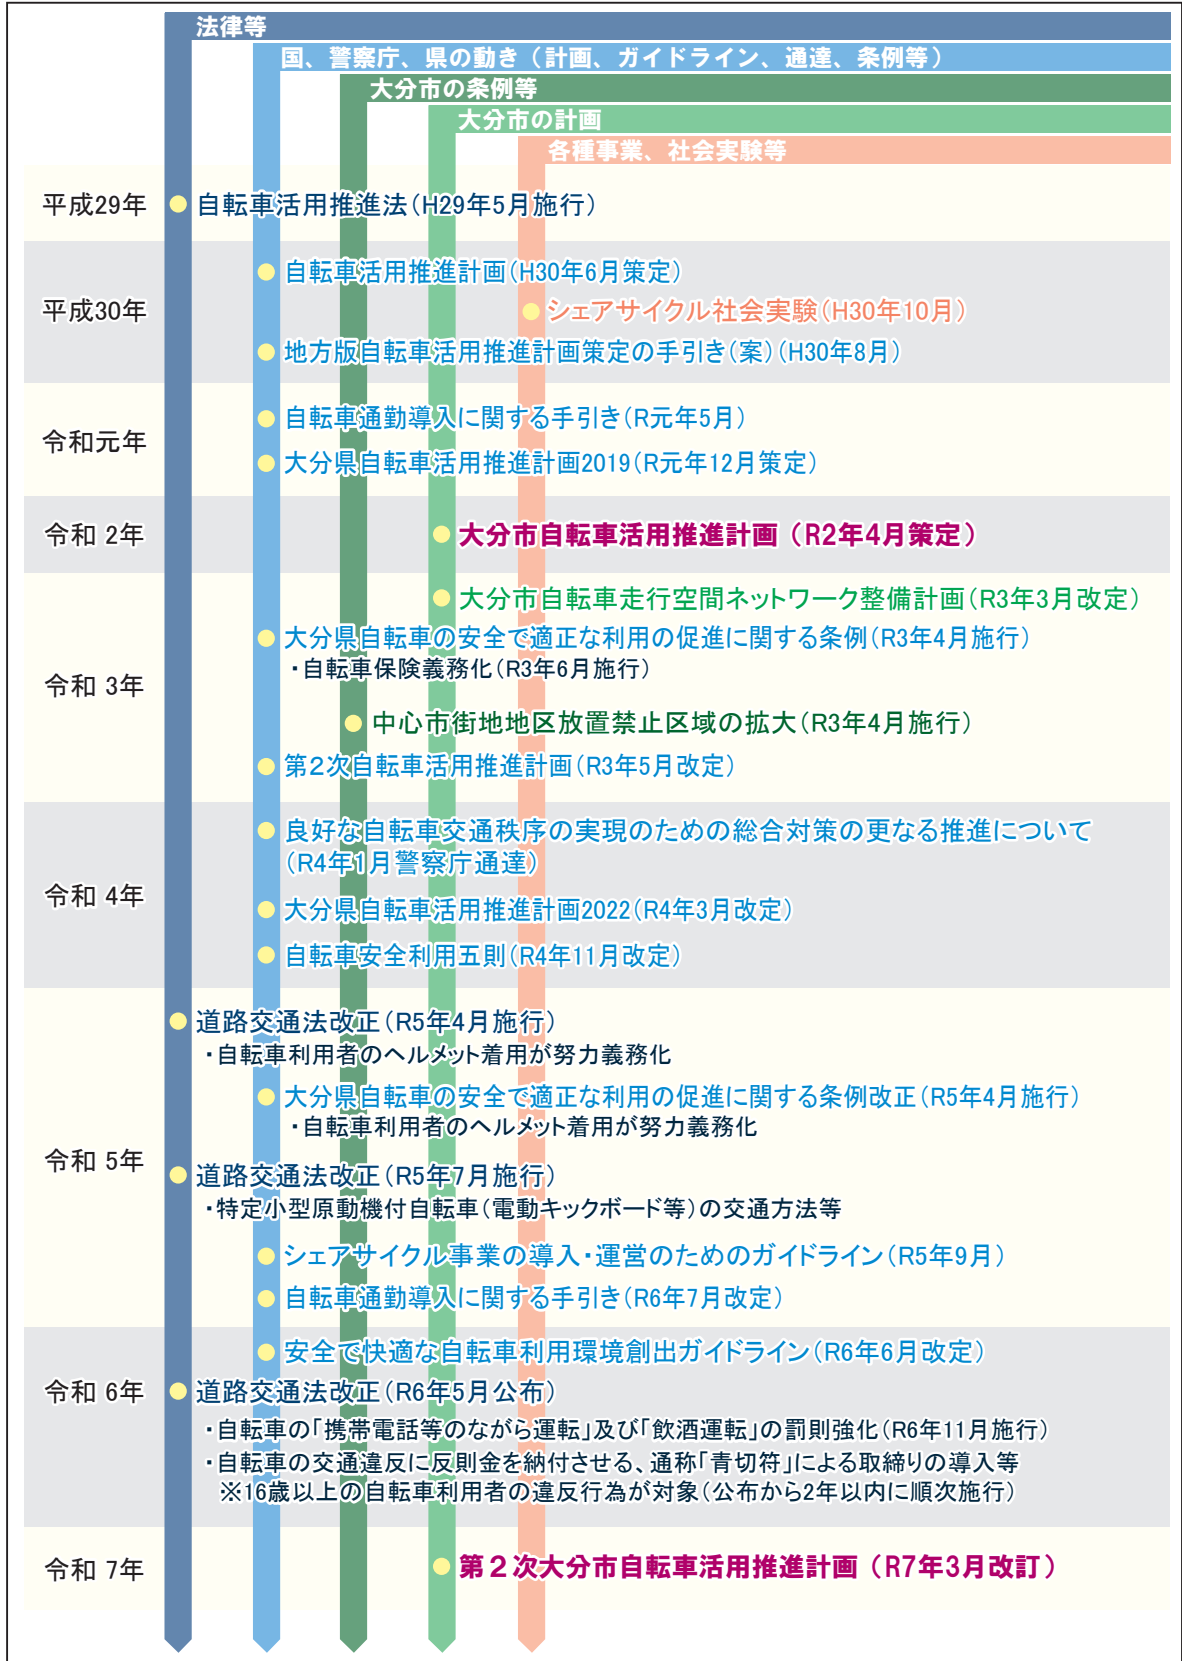 法律等
国、警察庁、県の動き（計画、ガイドライン、通達、条例等）
大分市の条例等
大分市の計画
各種事業、社会実験等
平成29年
自転車活用推進法(H29年5月施行)
平成30年
自転車活用推進計画(H30年6月策定)
シェアサイクル社会実験(H30年10月)
地方版自転車活用推進計画策定の手引き(案)(H30年8月)
令和元年
自転車通勤導入に関する手引き(R元年5月)
大分県自転車活用推進計画2019(R元年12月策定)
令和 2年
大分市自転車活用推進計画（R2年4月策定）
令和 3年
大分市自転車走行空間ネットワーク整備計画(R3年3月改定)
大分県自転車の安全で適正な利用の促進に関する条例(R3年4月施行)
・自転車保険義務化(R3年6月施行)
中心市街地地区放置禁止区域の拡大(R3年4月施行)
第２次自転車活用推進計画(R3年5月改定)
令和 4年
良好な自転車交通秩序の実現のための総合対策の更なる推進について
(R4年1月警察庁通達)
大分県自転車活用推進計画2022(R4年3月改定)
自転車安全利用五則(R4年11月改定)
令和 5年
道路交通法改正(R5年4月施行)
・自転車利用者のヘルメット着用が努力義務化
大分県自転車の安全で適正な利用の促進に関する条例改正(R5年4月施行)
・自転車利用者のヘルメット着用が努力義務化
道路交通法改正(R5年7月施行)
・特定小型原動機付自転車(電動キックボード等)の交通方法等
シェアサイクル事業の導入・運営のためのガイドライン(R5年9月)
自転車通勤導入に関する手引き(R6年7月改定)
令和 6年
安全で快適な自転車利用環境創出ガイドライン(R6年6月改定)
道路交通法改正(R6年5月公布)
・自転車の「携帯電話等のながら運転」及び「飲酒運転」の罰則強化(R6年11月施行)
・自転車の交通違反に反則金を納付させる、通称「青切符」による取締りの導入等
※16歳以上の自転車利用者の違反行為が対象(公布から2年以内に順次施行)
令和 7年
第２次大分市自転車活用推進計画（R7年3月改訂）